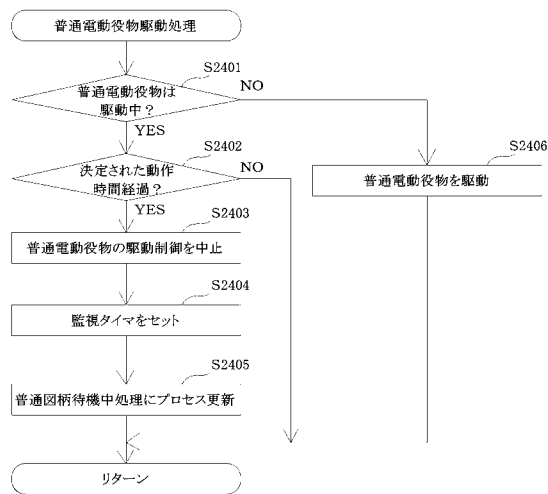 普通電動役物駆動処理
S2401
普通電動役物は
駆動中？
NO
YES
S2402
決定された動作
時間経過？
NO
YES
S2406
普通電動役物を駆動
S2403
普通電動役物の駆動制御を中止
S2404
監視タイマをセット
S2405
普通図柄待機中処理にプロセス更新
リターン